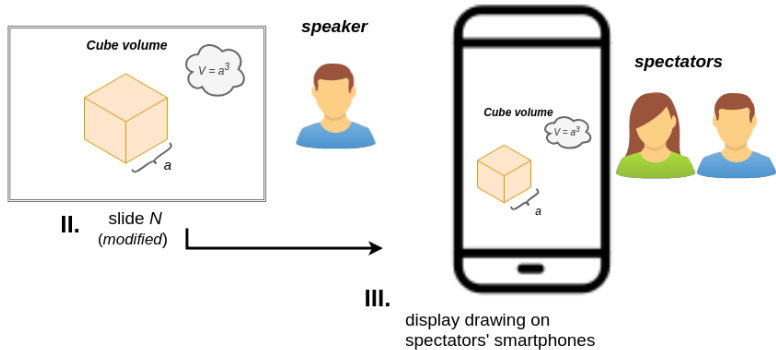 speaker
Cube volume
V = a³
a
II.
slide N
(modified)
spectators
Cube volume
V = a³
a
III.
display drawing on
spectators' smartphones